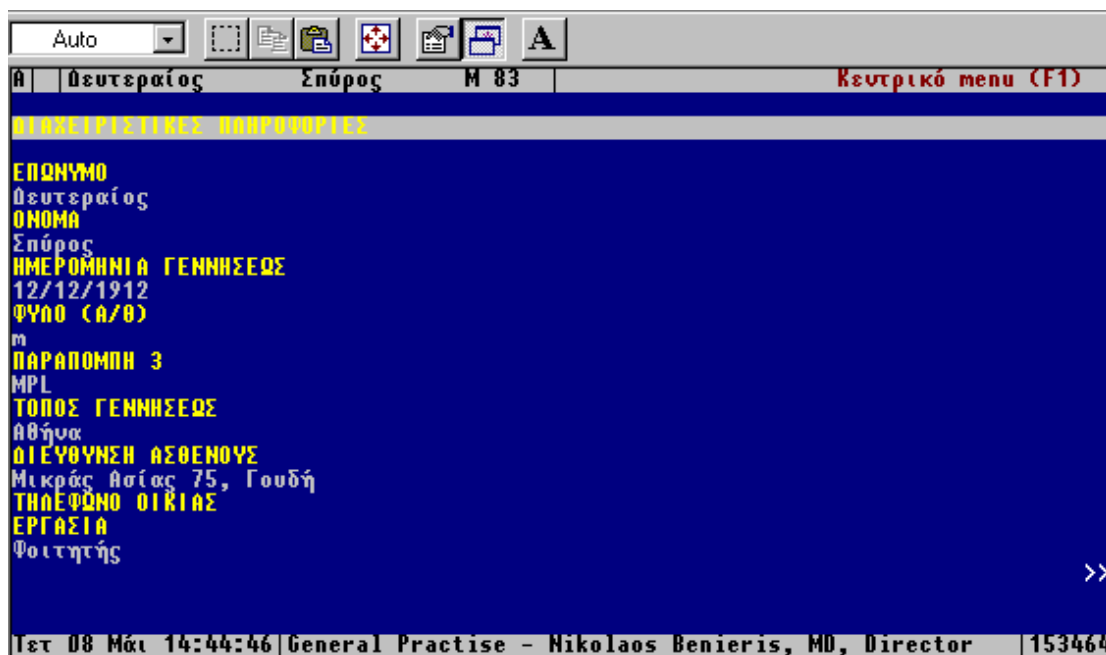 Auto
A Δευτεραίος Σπύρος M 83 Κεντρικό menu (F1)
ΔΙΑΧΕΙΡΙΣΤΙΚΕΣ ΠΛΗΡΟΦΟΡΙΕΣ
ΕΠΩΝΥΜΟ
Δευτεραίος
ΟΝΟΜΑ
Σπύρος
ΗΜΕΡΟΜΗΝΙΑ ΓΕΝΝΗΣΕΩΣ
12/12/1912
ΦΥΛΟ (Α/Θ)
m
ΠΑΡΑΠΟΜΠΗ 3
MPL
ΤΟΠΟΣ ΓΕΝΝΗΣΕΩΣ
Αθήνα
ΔΙΕΥΘΥΝΣΗ ΑΣΘΕΝΟΥΣ
Μικράς Ασίας 75, Γουδή
ΤΗΛΕΦΩΝΟ ΟΙΚΙΑΣ
ΕΡΓΑΣΙΑ
Φοιτητής
>>
Τετ 08 Μάι 14:44:46 General Practise - Nikolaos Benieris, MD, Director 153464